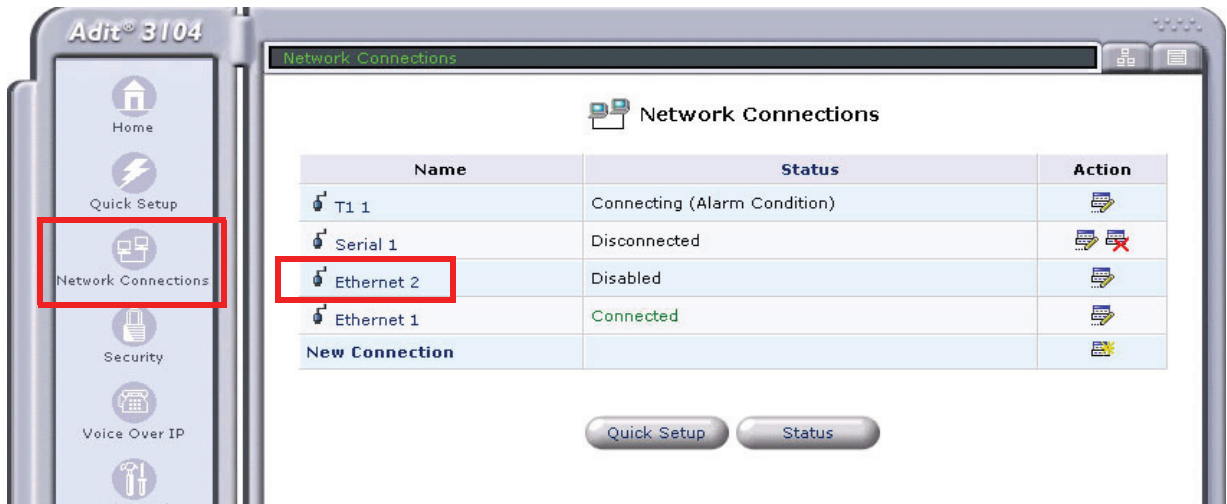 Adit® 3104
Network Connections
Home
Quick Setup
Network Connections
Security
Voice Over IP
Network Connections
Name Status Action
T1 1 Connecting (Alarm Condition)
Serial 1 Disconnected
Ethernet 2 Disabled
Ethernet 1 Connected
New Connection
Quick Setup Status